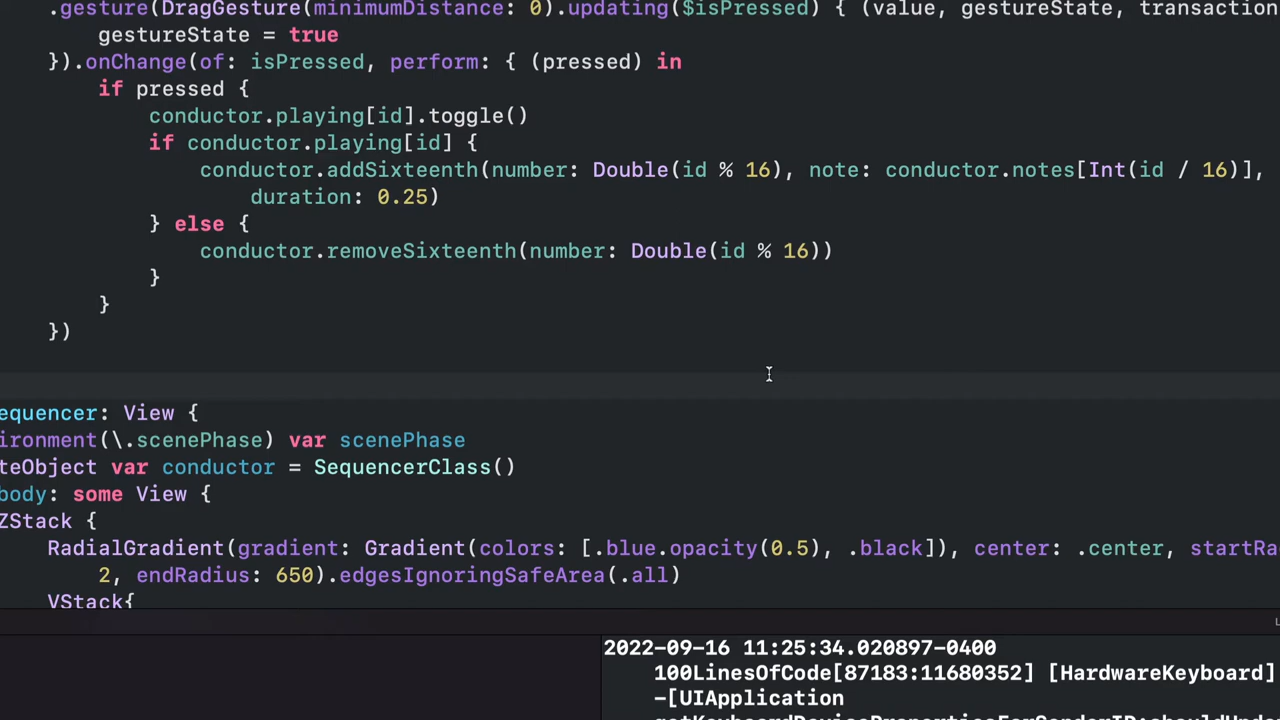 .gesture(DragGesture(minimumDistance: 0).updating($isPressed) { (value, gestureState, transaction
gestureState = true
}).onChange(of: isPressed, perform: { (pressed) in
if pressed {
conductor.playing[id].toggle()
if conductor.playing[id] {
conductor.addSixteenth(number: Double(id % 16), note: conductor.notes[Int(id / 16)],
duration: 0.25)
} else {
conductor.removeSixteenth(number: Double(id % 16))
}
}
})
equencer: View {
ironment(\.scenePhase) var scenePhase
teObject var conductor = SequencerClass()
body: some View {
ZStack {
RadialGradient(gradient: Gradient(colors: [.blue.opacity(0.5), .black]), center: .center, startRa
2, endRadius: 650).edgesIgnoringSafeArea(.all)
VStack{
2022-09-16 11:25:34.020897-0400
100LinesOfCode[87183:11680352] [HardwareKeyboard]
-[UIApplication